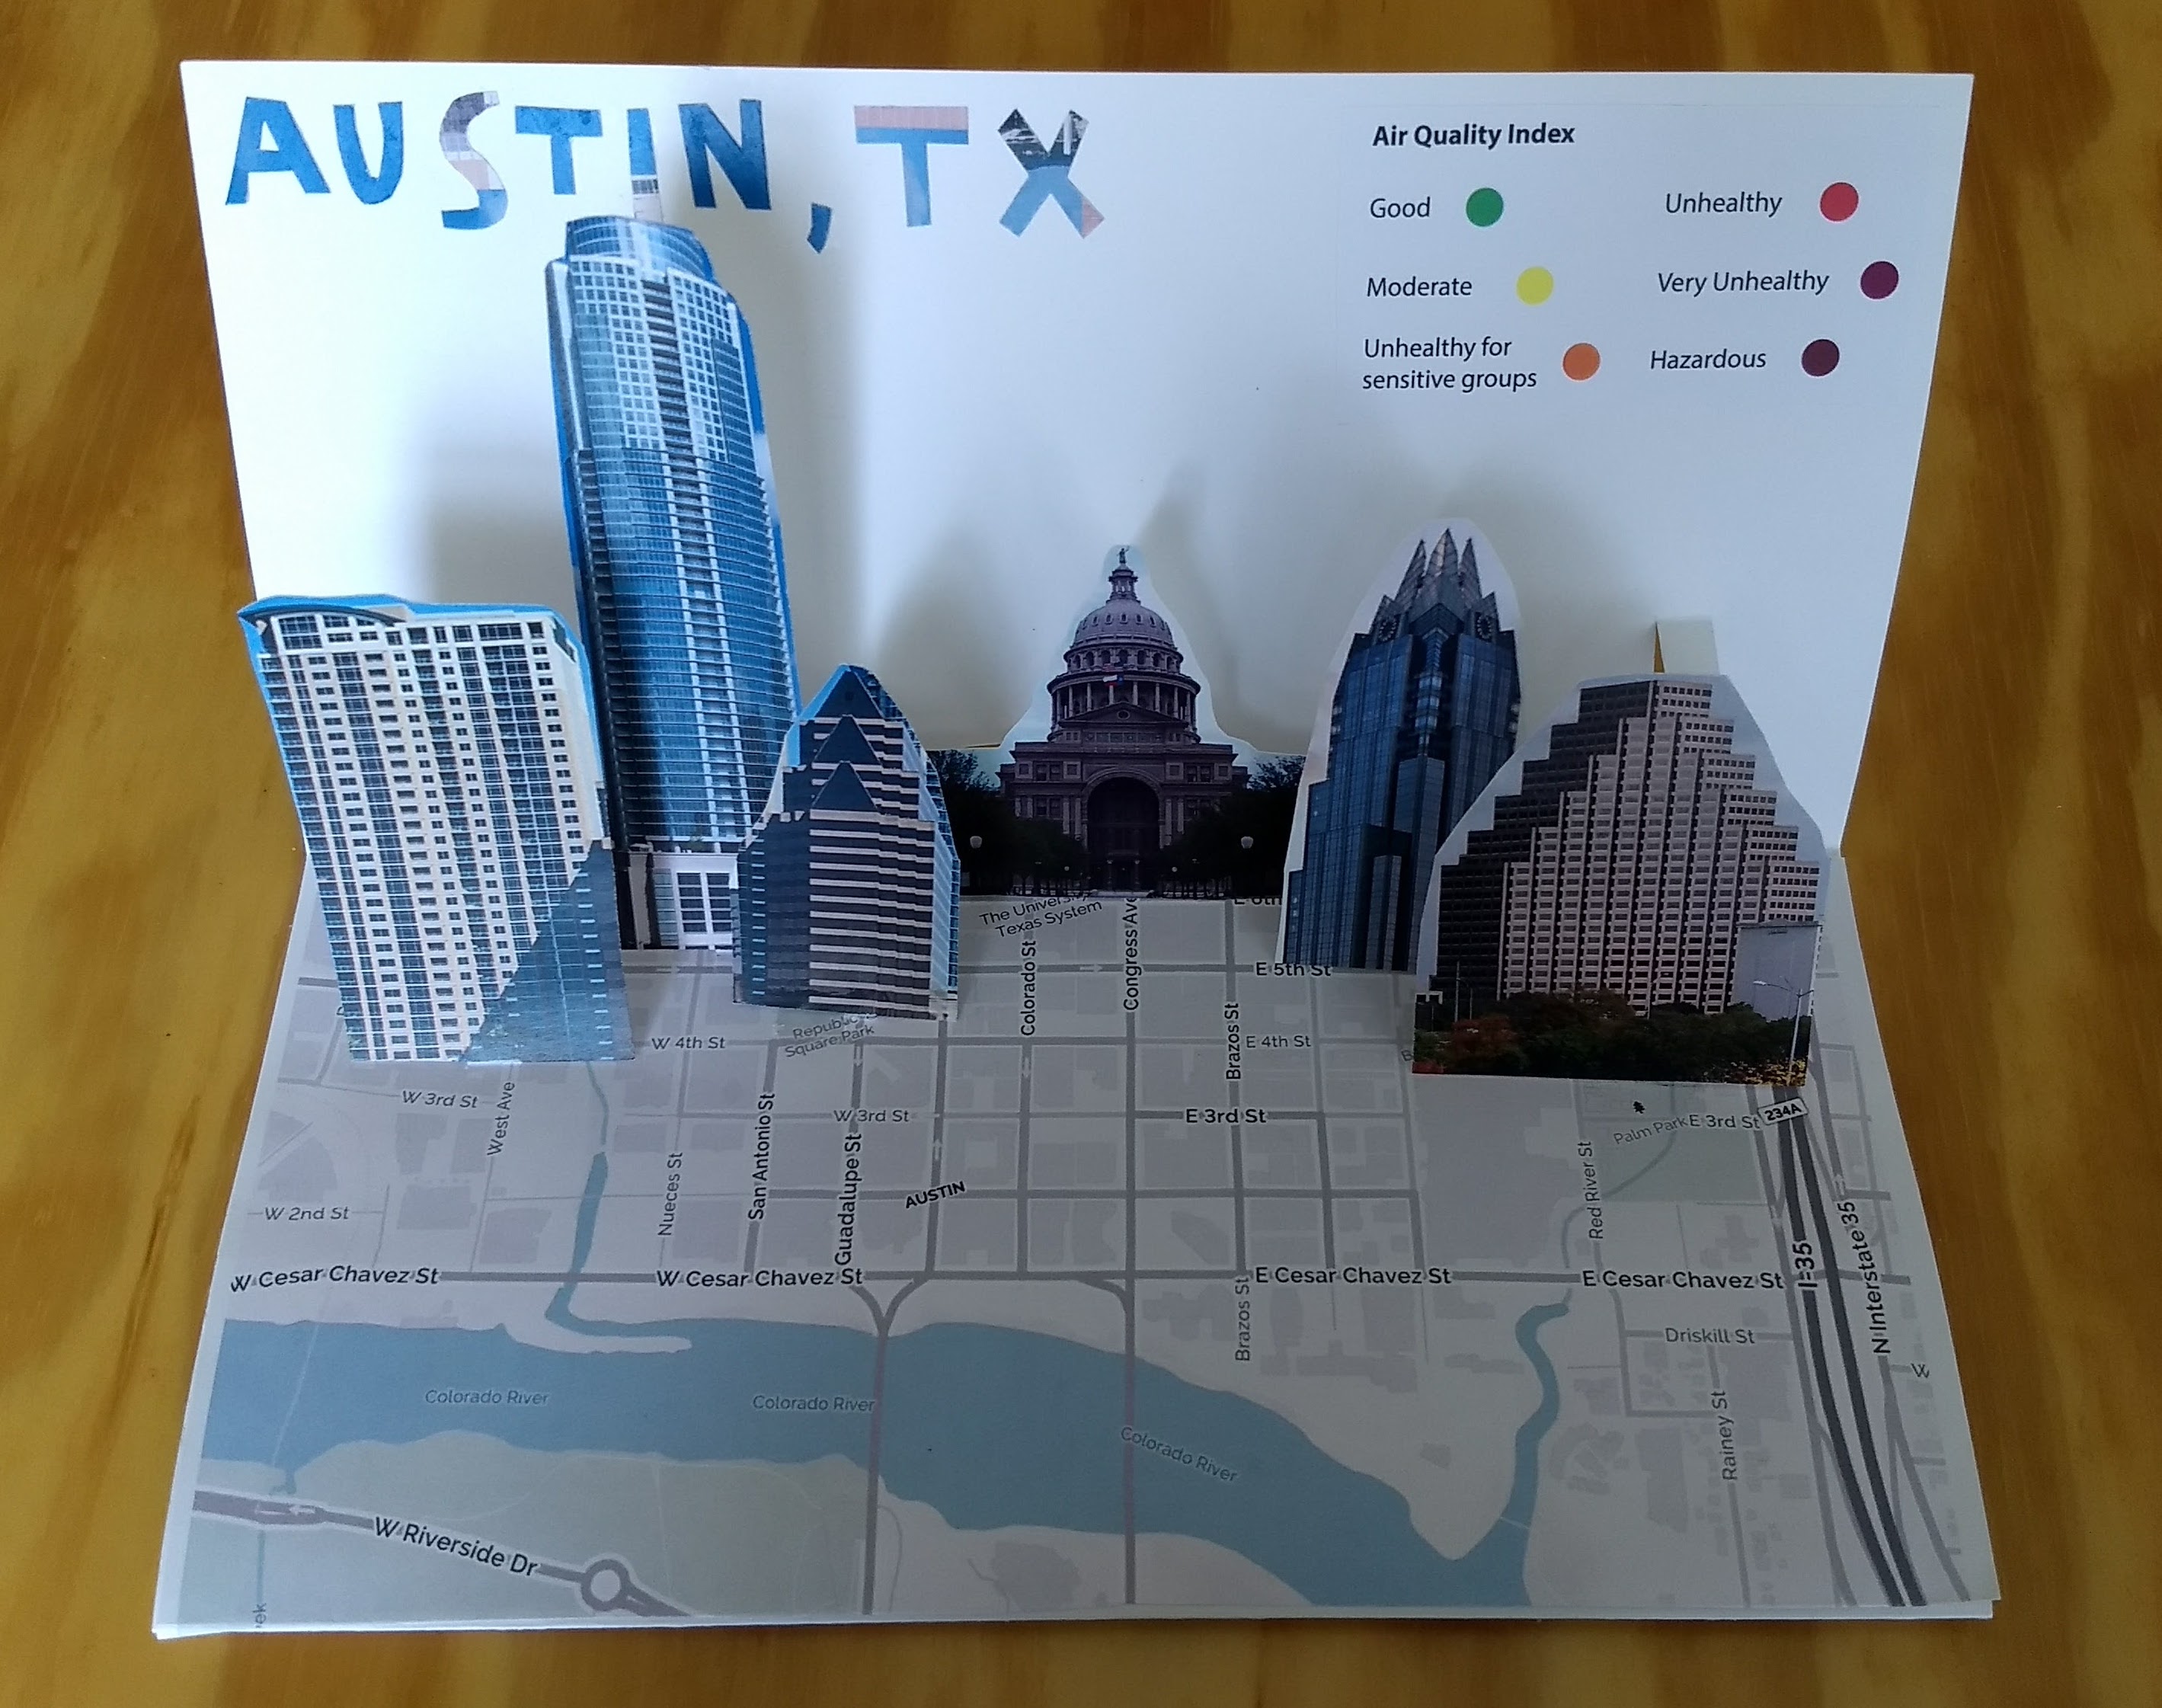 AUSTIN, TX
Air Quality Index
Good
Unhealthy
Moderate
Very Unhealthy
Unhealthy for
sensitive groups
Hazardous
The
Texas System
Colorado St
Congress Ave
E 5th St
Republic
Square Park
W 4th St
Brazos St
E 4th St
W 3rd St
West Ave
San Antonio St
W 3rd St
E 3rd St
Palm Park
E 3rd St
234A
Nueces St
Guadalupe St
AUSTIN
Red River St
W 2nd St
W Cesar Chavez St
W Cesar Chavez St
E Cesar Chavez St
E Cesar Chavez St
I-35
N Interstate 35
Brazos St
Driskill St
W
Colorado River
Colorado River
Colorado River
Rainey St
W Riverside Dr